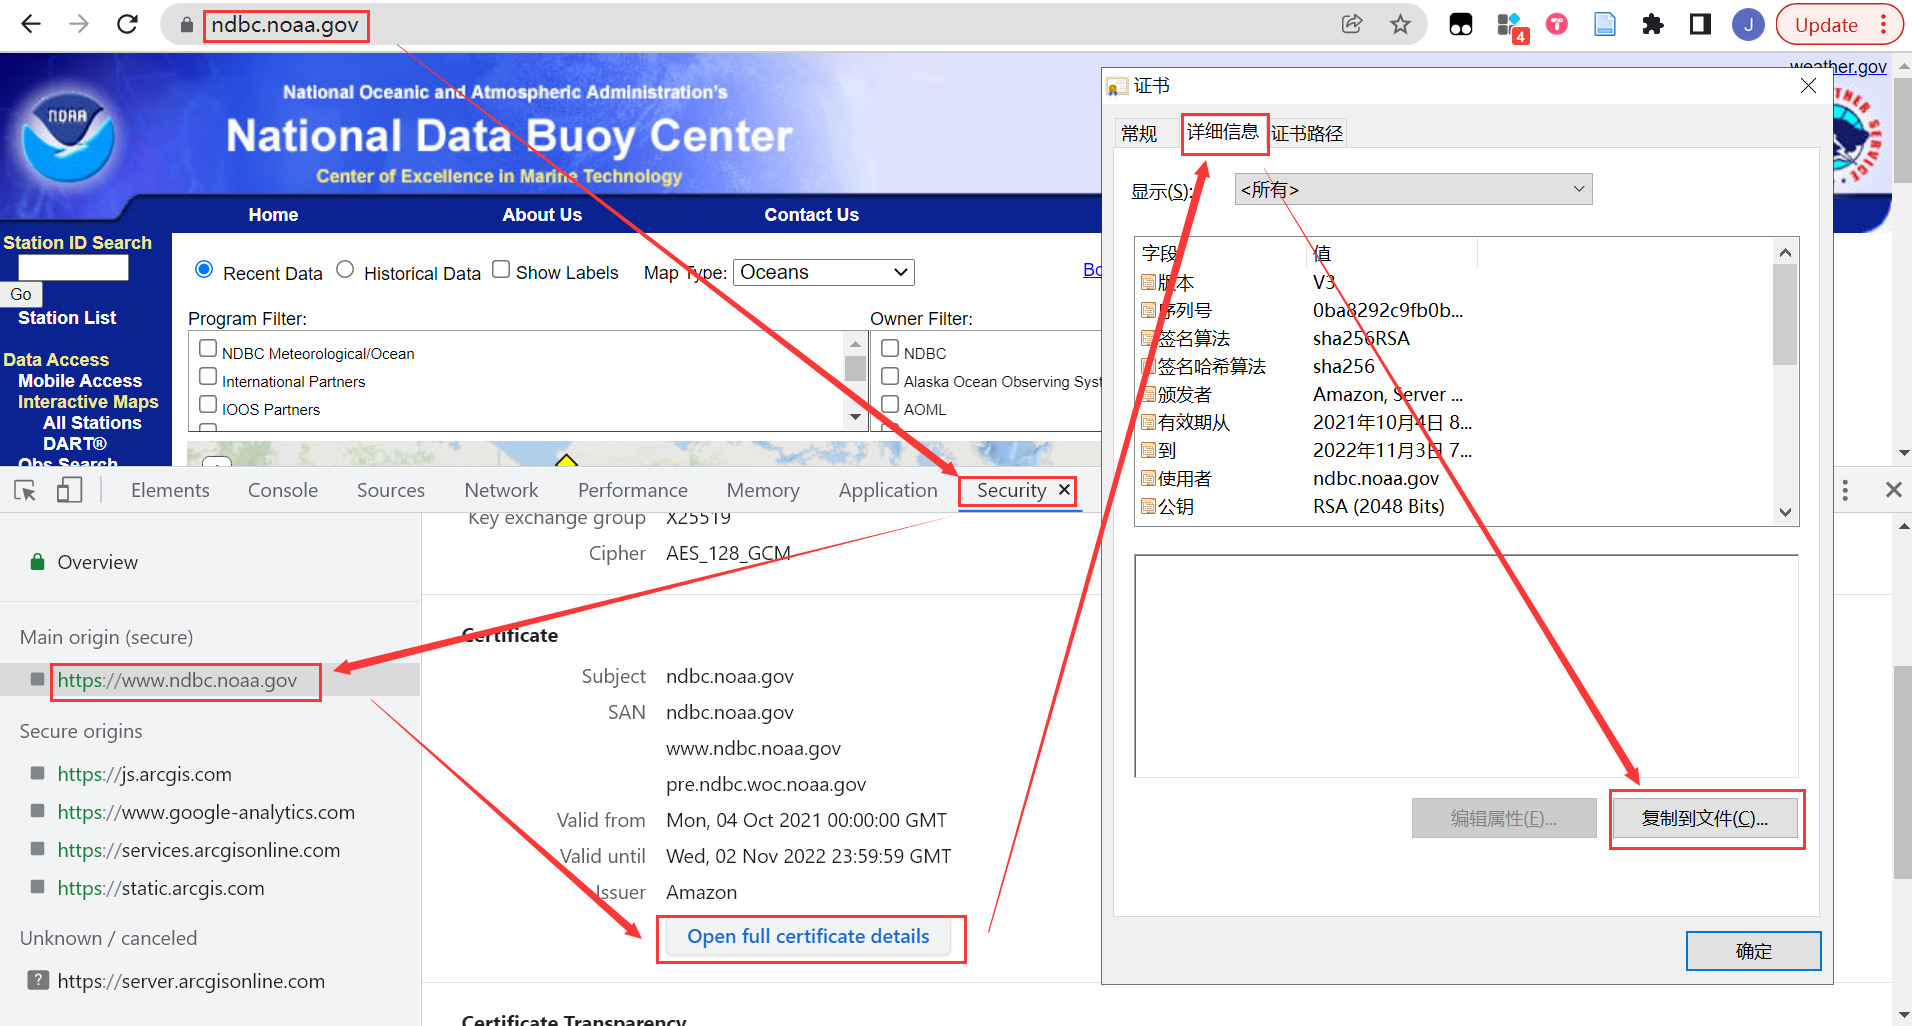 ndbc.noaa.gov
4
J
Update
weather.gov
NOAA
National Oceanic and Atmospheric Administration's
National Data Buoy Center
Center of Excellence in Marine Technology
Home
About Us
Contact Us
Station ID Search
Go
Station List
Data Access
Mobile Access
Interactive Maps
All Stations
DART®
Obs Search
Recent Data
Historical Data
Show Labels
Map Type:
Oceans
Bo
Program Filter:
NDBC Meteorological/Ocean
International Partners
IOOS Partners
Owner Filter:
NDBC
Alaska Ocean Observing Syst
AOML
Elements
Console
Sources
Network
Performance
Memory
Application
Security
Overview
Main origin (secure)
https://www.ndbc.noaa.gov
Secure origins
https://js.arcgis.com
https://www.google-analytics.com
https://services.arcgisonline.com
https://static.arcgis.com
Unknown / canceled
? https://server.arcgisonline.com
Key exchange group X25519
Cipher AES_128_GCM
Certificate
Subject ndbc.noaa.gov
SAN ndbc.noaa.gov
www.ndbc.noaa.gov
pre.ndbc.woc.noaa.gov
Valid from Mon, 04 Oct 2021 00:00:00 GMT
Valid until Wed, 02 Nov 2022 23:59:59 GMT
Issuer Amazon
Open full certificate details
Certificate Transparency
证书
常规
详细信息
证书路径
显示(S):
<所有>
字段 值
版本 V3
序列号 0ba8292c9fb0b...
签名算法 sha256RSA
签名哈希算法 sha256
颁发者 Amazon, Server ...
有效期从 2021年10月4日 8...
到 2022年11月3日 7...
使用者 ndbc.noaa.gov
公钥 RSA (2048 Bits)
编辑属性(E)...
复制到文件(C)...
确定
THER SERVICE